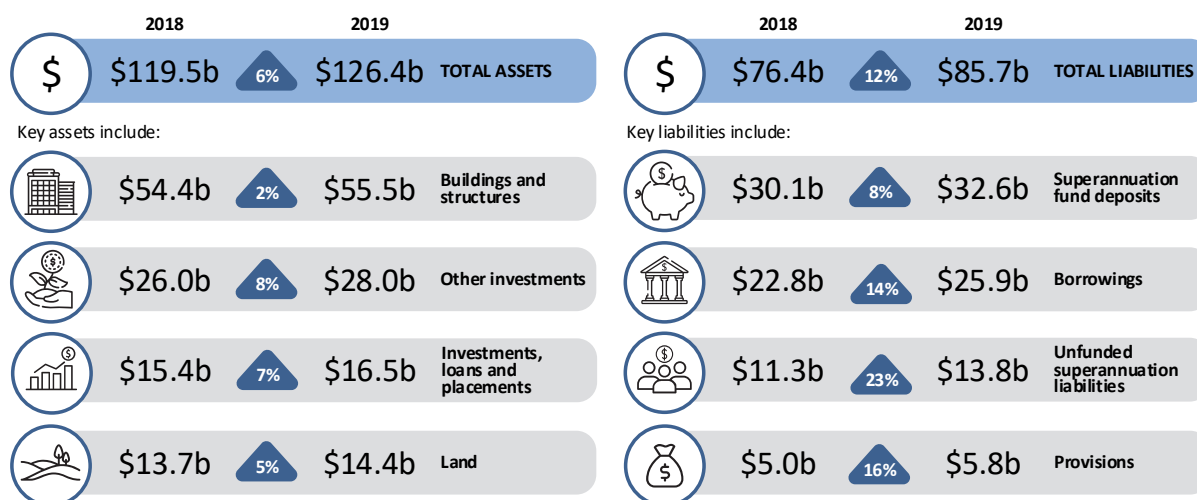 2018 2019
$ $119.5b 6% $126.4b TOTAL ASSETS
Key assets include:
$54.4b 2% $55.5b Buildings and
structures
$ $26.0b 8% $28.0b Other investments
$ $15.4b 7% $16.5b Investments,
loans and
placements
$13.7b 5% $14.4b Land
2018 2019
$ $76.4b 12% $85.7b TOTAL LIABILITIES
Key liabilities include:
$ $30.1b 8% $32.6b Superannuation
fund deposits
$ $22.8b 14% $25.9b Borrowings
$ $11.3b 23% $13.8b Unfunded
superannuation
liabilities
$ $5.0b 16% $5.8b Provisions